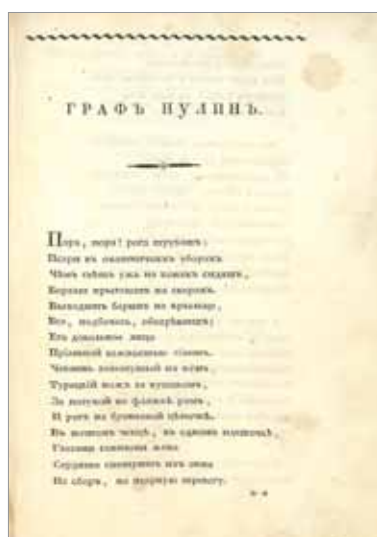 ГРАФЪ НУЛИНЪ.
Пора, пора! рога трубятъ;
Псари въ охотничьихъ уборахъ
Чѣмъ свѣтъ ужъ на коняхъ сидятъ,
Борзыя прыгаютъ на сворахъ.
Выходитъ баринъ на крыльцо,
Все, подбочась, обозрѣваетъ;
Его довольное лицо
Пріятной важностью сіяетъ.
Чекмень затянутый на немъ,
Турецкій ножъ за кушакомъ,
За пазухой во фляжкѣ ромъ,
И рогъ на бронзовой цѣпочкѣ.
Въ ночномъ чепцѣ, въ одномъ платочкѣ,
Глазами сонными жена
Сердито смотритъ изъ окна
На сборъ, на псарную тревогу.